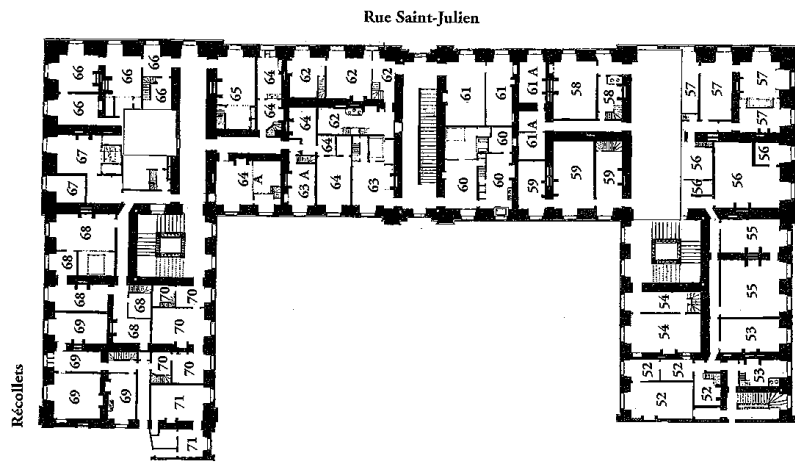 Rue Saint-Julien
66 66 66 65 64 62 62 62 61 61 61 A 58 58 57 57 57
66 66 64 57
64 62 61 A
67 64 60 56 56
67 64 A 63 A 64 63 60 60 59 59 59 56 56
68 55
68
68 68 70 70 54 55
69 68 70 54 53
69 70 70 52 52 53
69 69 71 52 52
71
Récollets